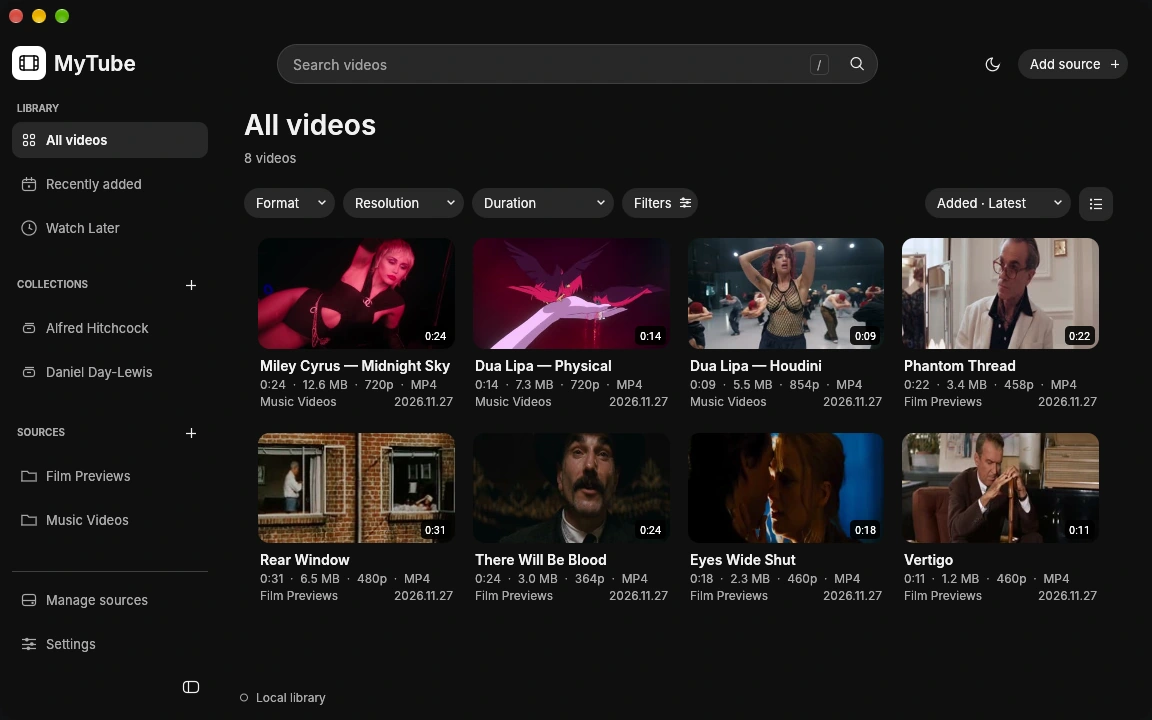 MyTube
Search videos /
Add source +
LIBRARY
All videos
Recently added
Watch Later
COLLECTIONS +
Alfred Hitchcock
Daniel Day-Lewis
SOURCES +
Film Previews
Music Videos
Manage sources
Settings
All videos
8 videos
Format
Resolution
Duration
Filters
Added · Latest
0:24
Miley Cyrus — Midnight Sky
0:24 · 12.6 MB · 720p · MP4
Music Videos 2026.11.27
0:14
Dua Lipa — Physical
0:14 · 7.3 MB · 720p · MP4
Music Videos 2026.11.27
0:09
Dua Lipa — Houdini
0:09 · 5.5 MB · 854p · MP4
Music Videos 2026.11.27
0:22
Phantom Thread
0:22 · 3.4 MB · 458p · MP4
Film Previews 2026.11.27
0:31
Rear Window
0:31 · 6.5 MB · 480p · MP4
Film Previews 2026.11.27
0:24
There Will Be Blood
0:24 · 3.0 MB · 364p · MP4
Film Previews 2026.11.27
0:18
Eyes Wide Shut
0:18 · 2.3 MB · 460p · MP4
Film Previews 2026.11.27
0:11
Vertigo
0:11 · 1.2 MB · 460p · MP4
Film Previews 2026.11.27
Local library